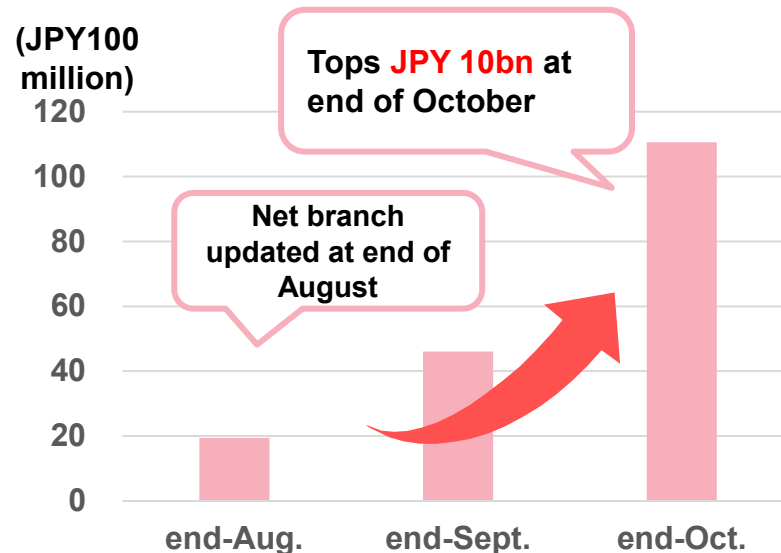 (JPY100
million)
Tops JPY 10bn at
end of October
Net branch
updated at end of
August
120
100
80
60
40
20
0
end-Aug.
end-Sept.
end-Oct.